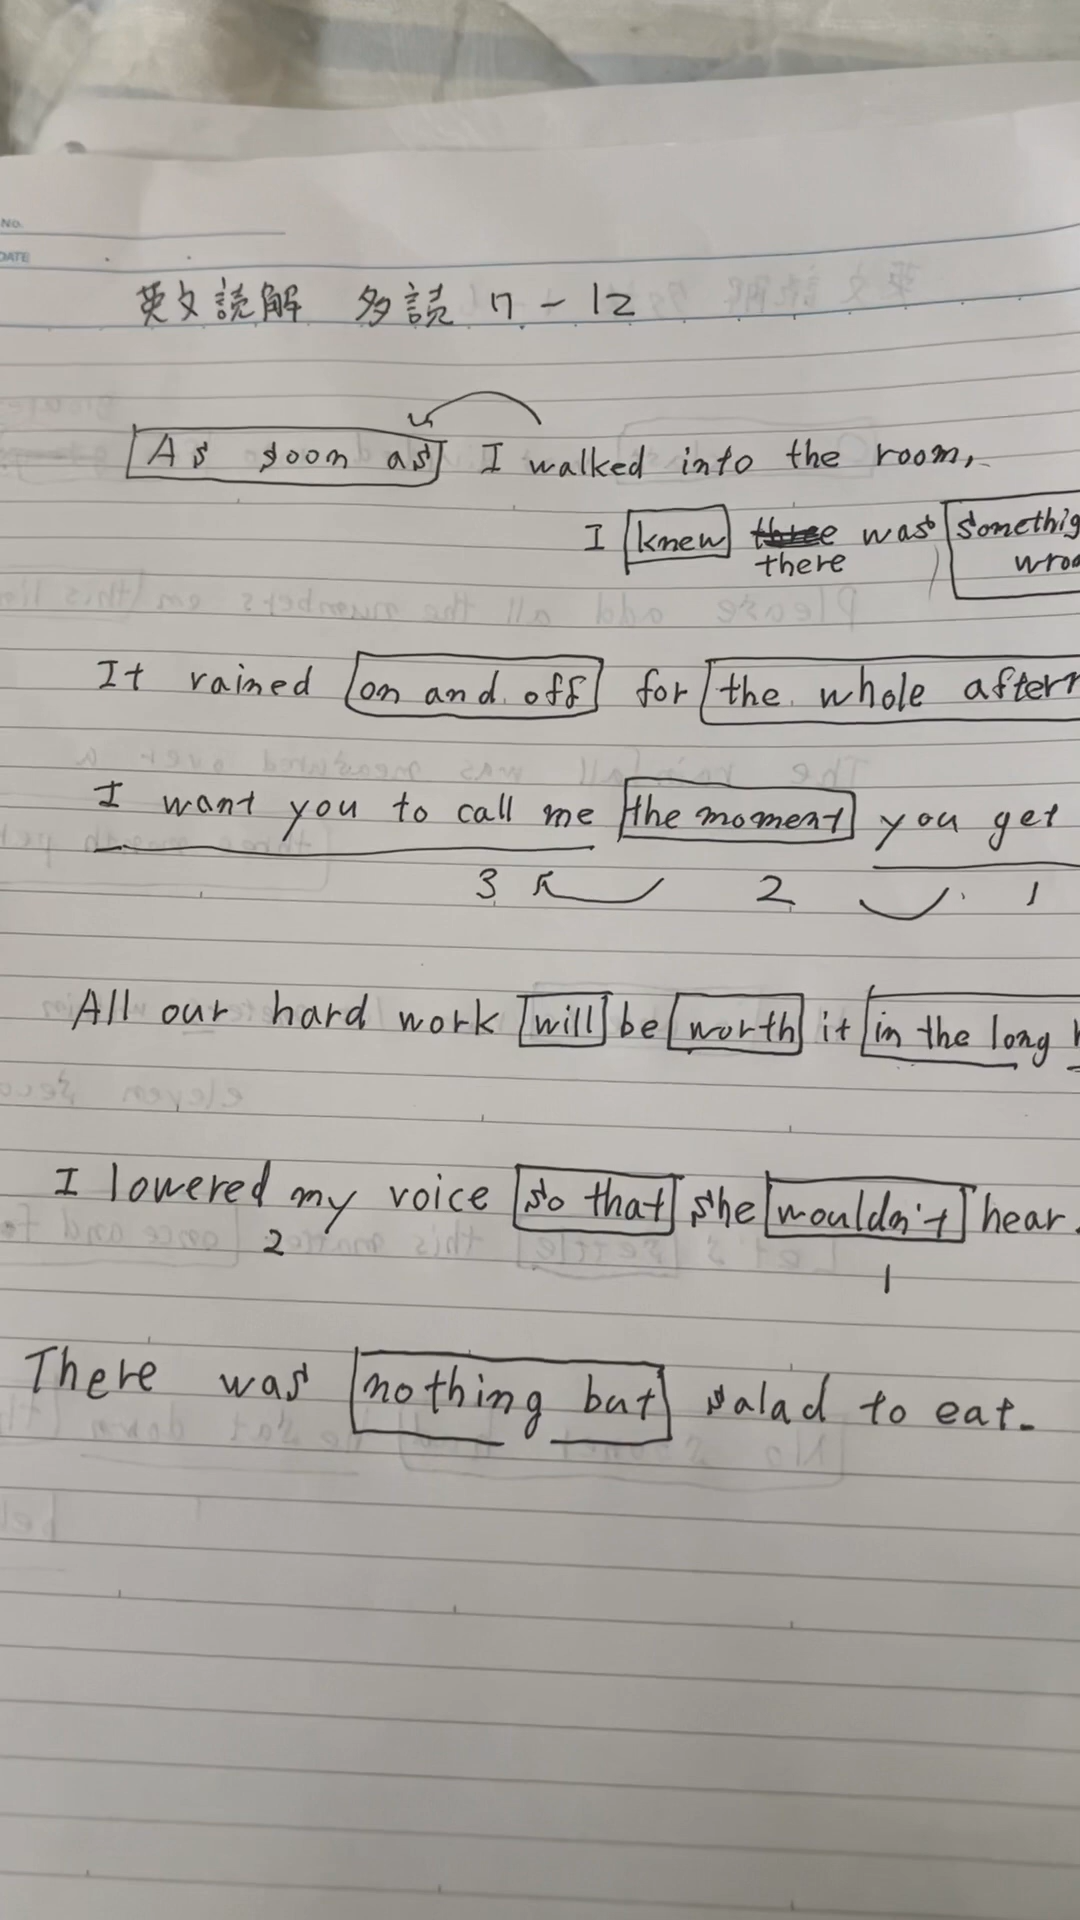 NO.
DATE
英文読解 多読 7-12
As soon as I walked into the room,
I knew was somethig
there wro
It rained on and off for the whole aftern
I want you to call me the moment you get
3 2 1
All our hard work will be worth it in the long
I lowered my voice so that she wouldn't hear.
2 1
There was nothing but salad to eat.